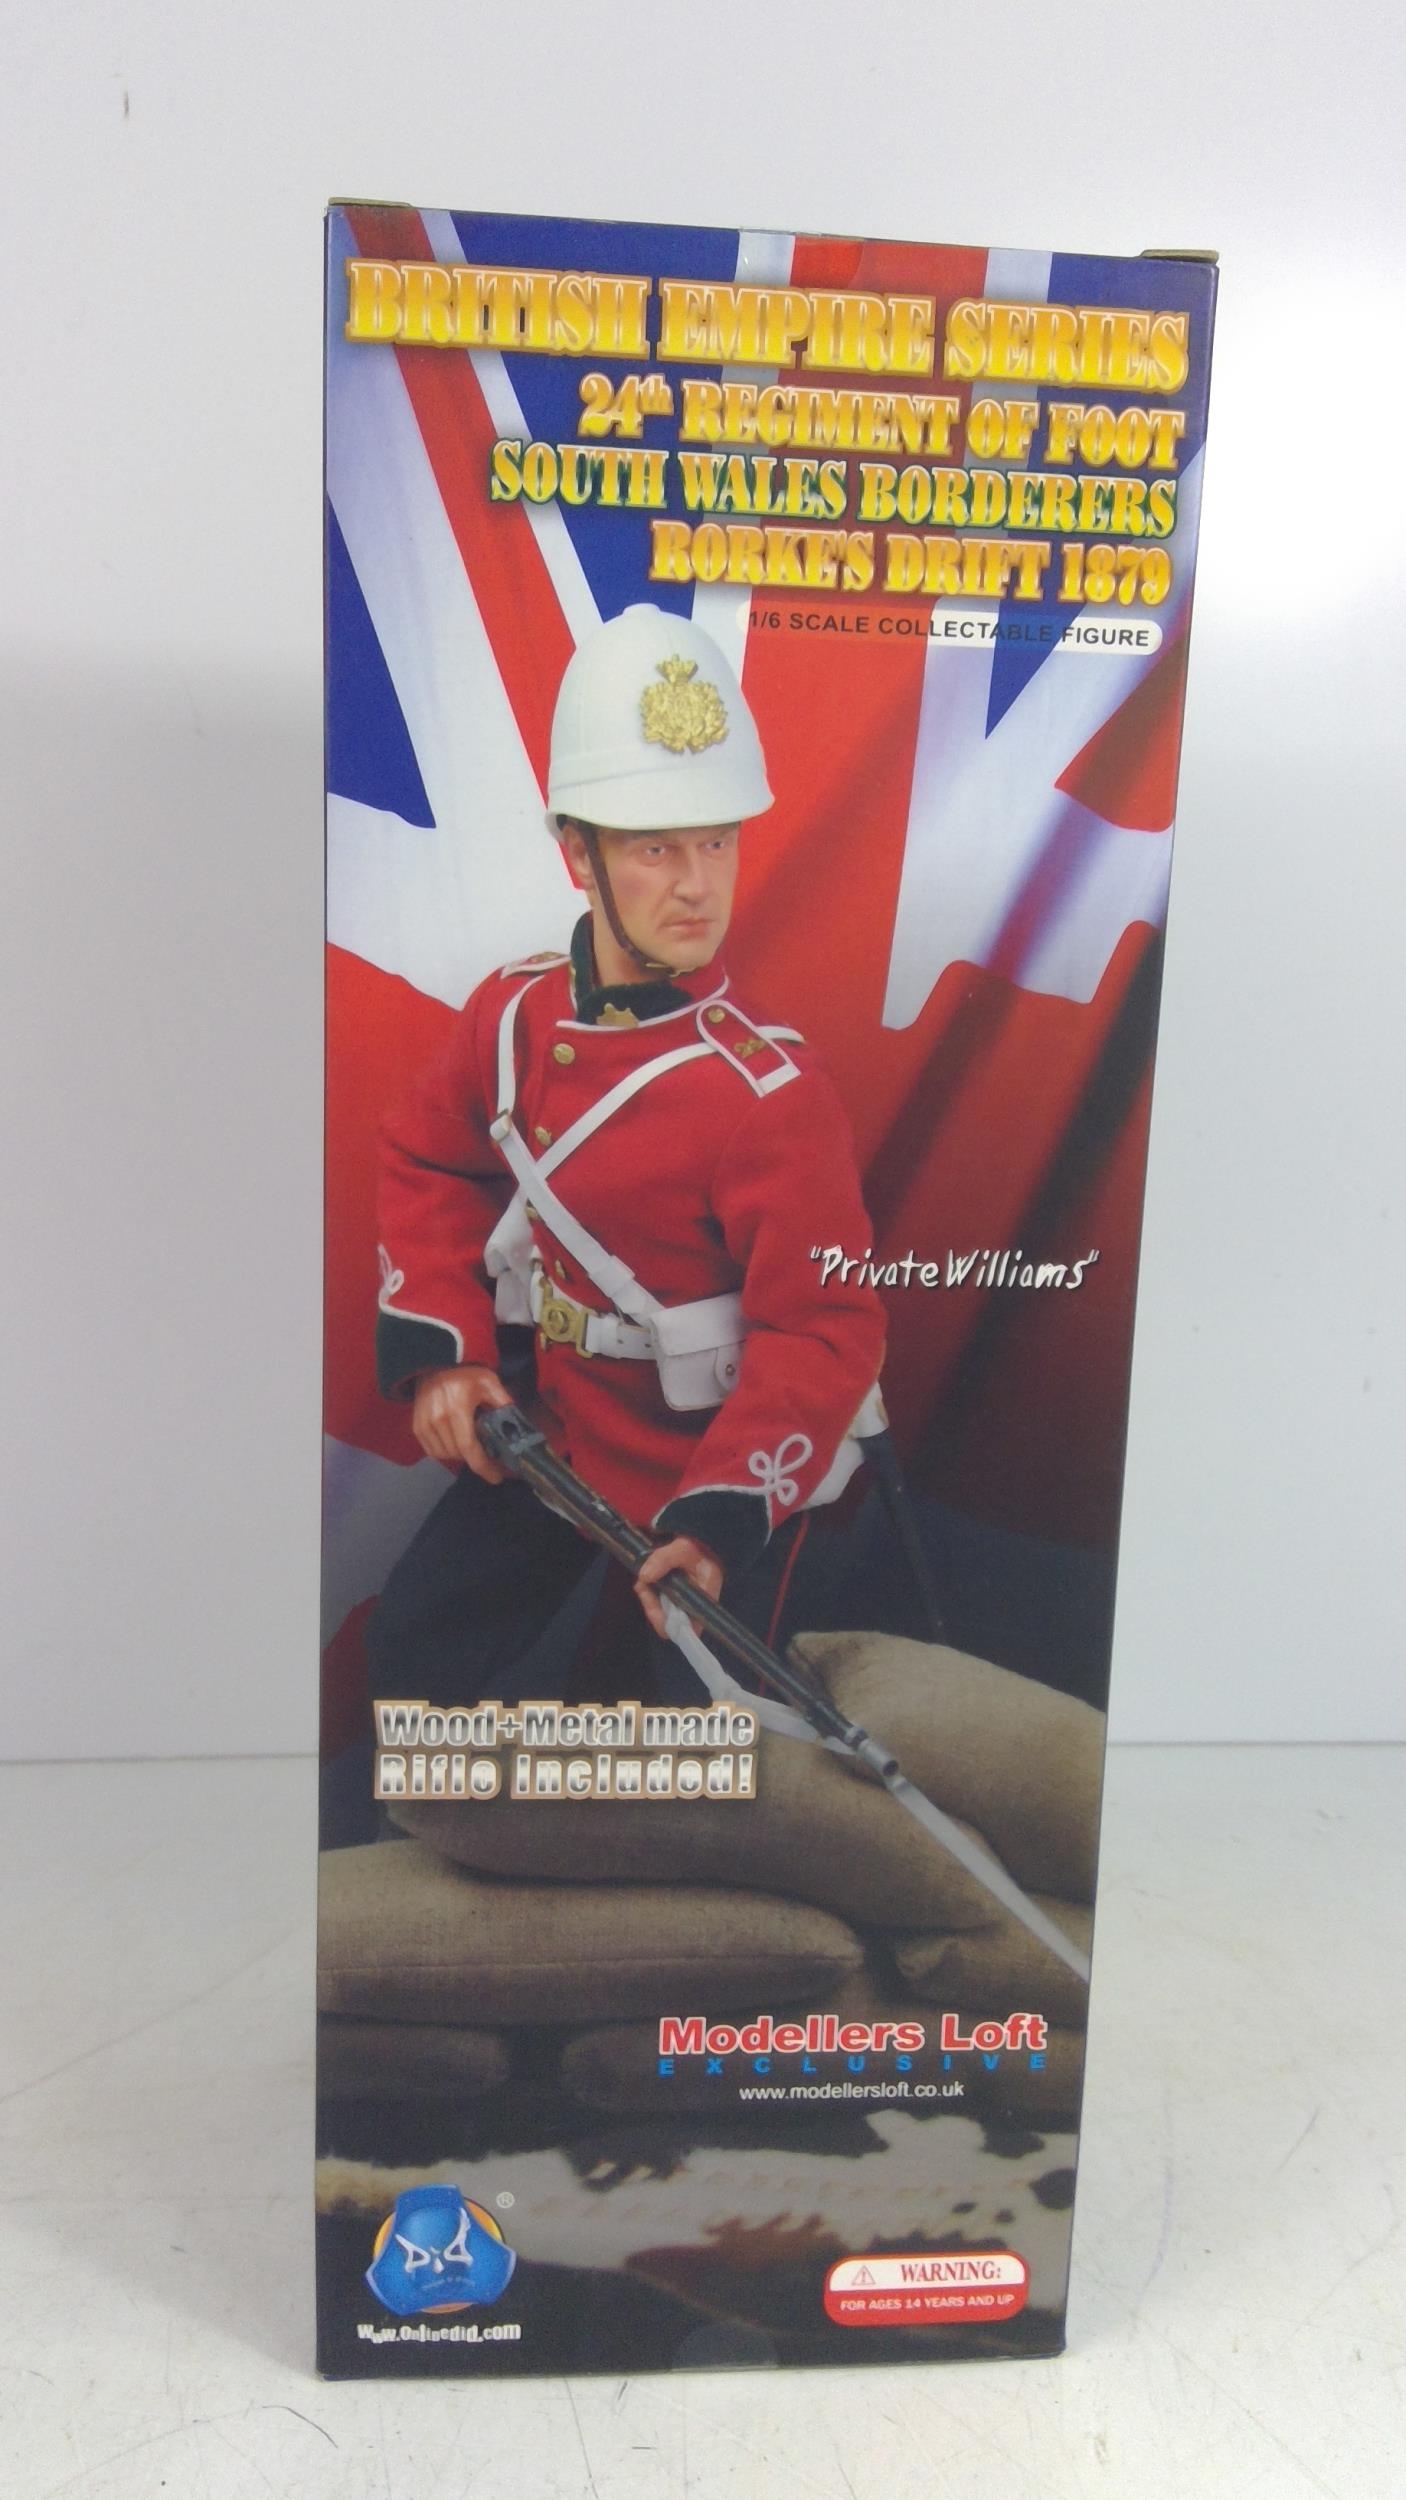 BRITISH EMPIRE SERIES
24th REGIMENT OF FOOT
SOUTH WALES BORDERERS
RORKE'S DRIFT 1879
1/6 SCALE COLLECTABLE FIGURE
"Private Williams"
Wood+Metal made
Rifle Included!
Modellers Loft
EXCLUSIVE
www.modellersloft.co.uk
DiD
®
www.Onlinedid.com
WARNING:
FOR AGES 14 YEARS AND UP